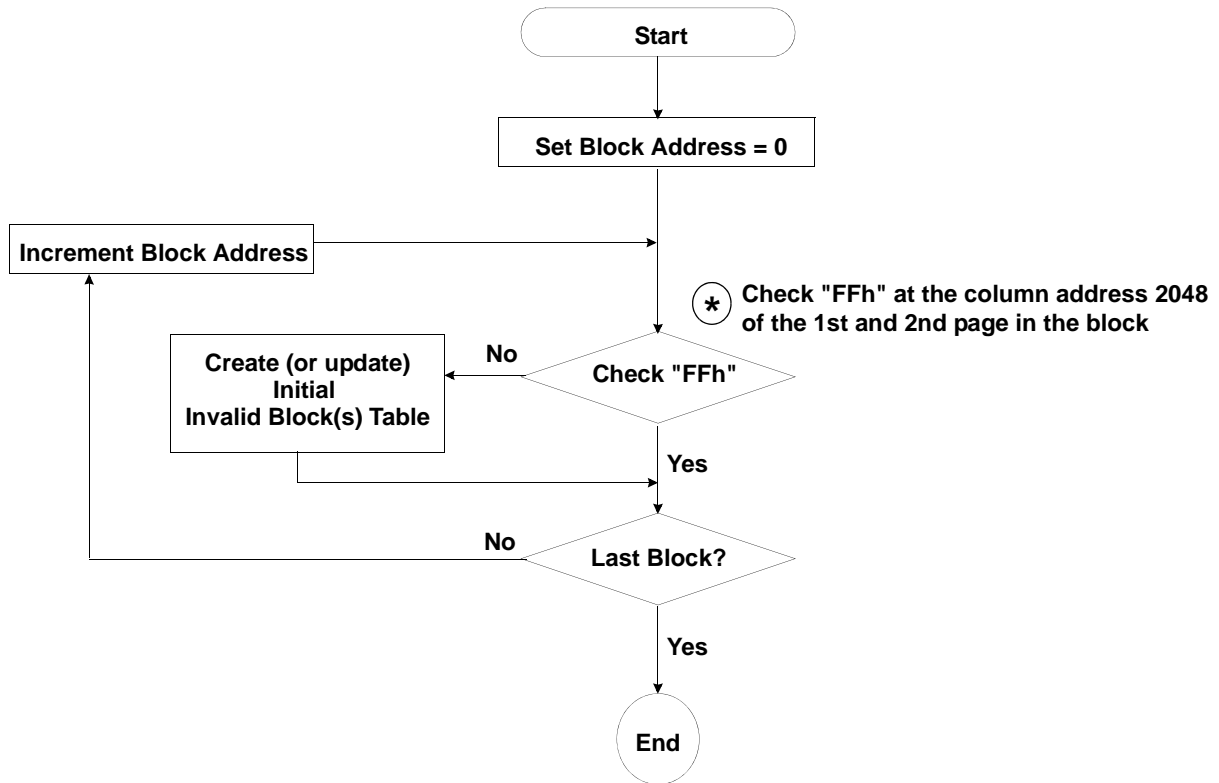 Start
Set Block Address = 0
Increment Block Address
* Check "FFh" at the column address 2048
of the 1st and 2nd page in the block
No
Create (or update)
Initial
Invalid Block(s) Table
Check "FFh"
Yes
No
Last Block?
Yes
End